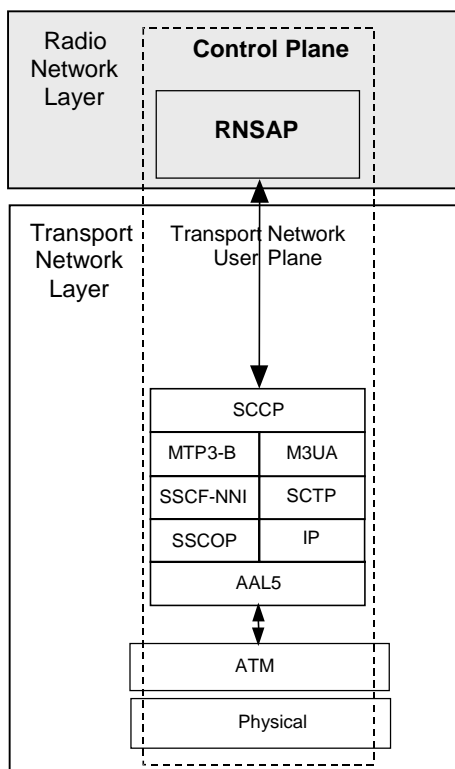 Radio
Network
Layer
Control Plane
RNSAP
Transport
Network
Layer
Transport Network
User Plane
SCCP
MTP3-B
M3UA
SSCF-NNI
SCTP
SSCOP
IP
AAL5
ATM
Physical